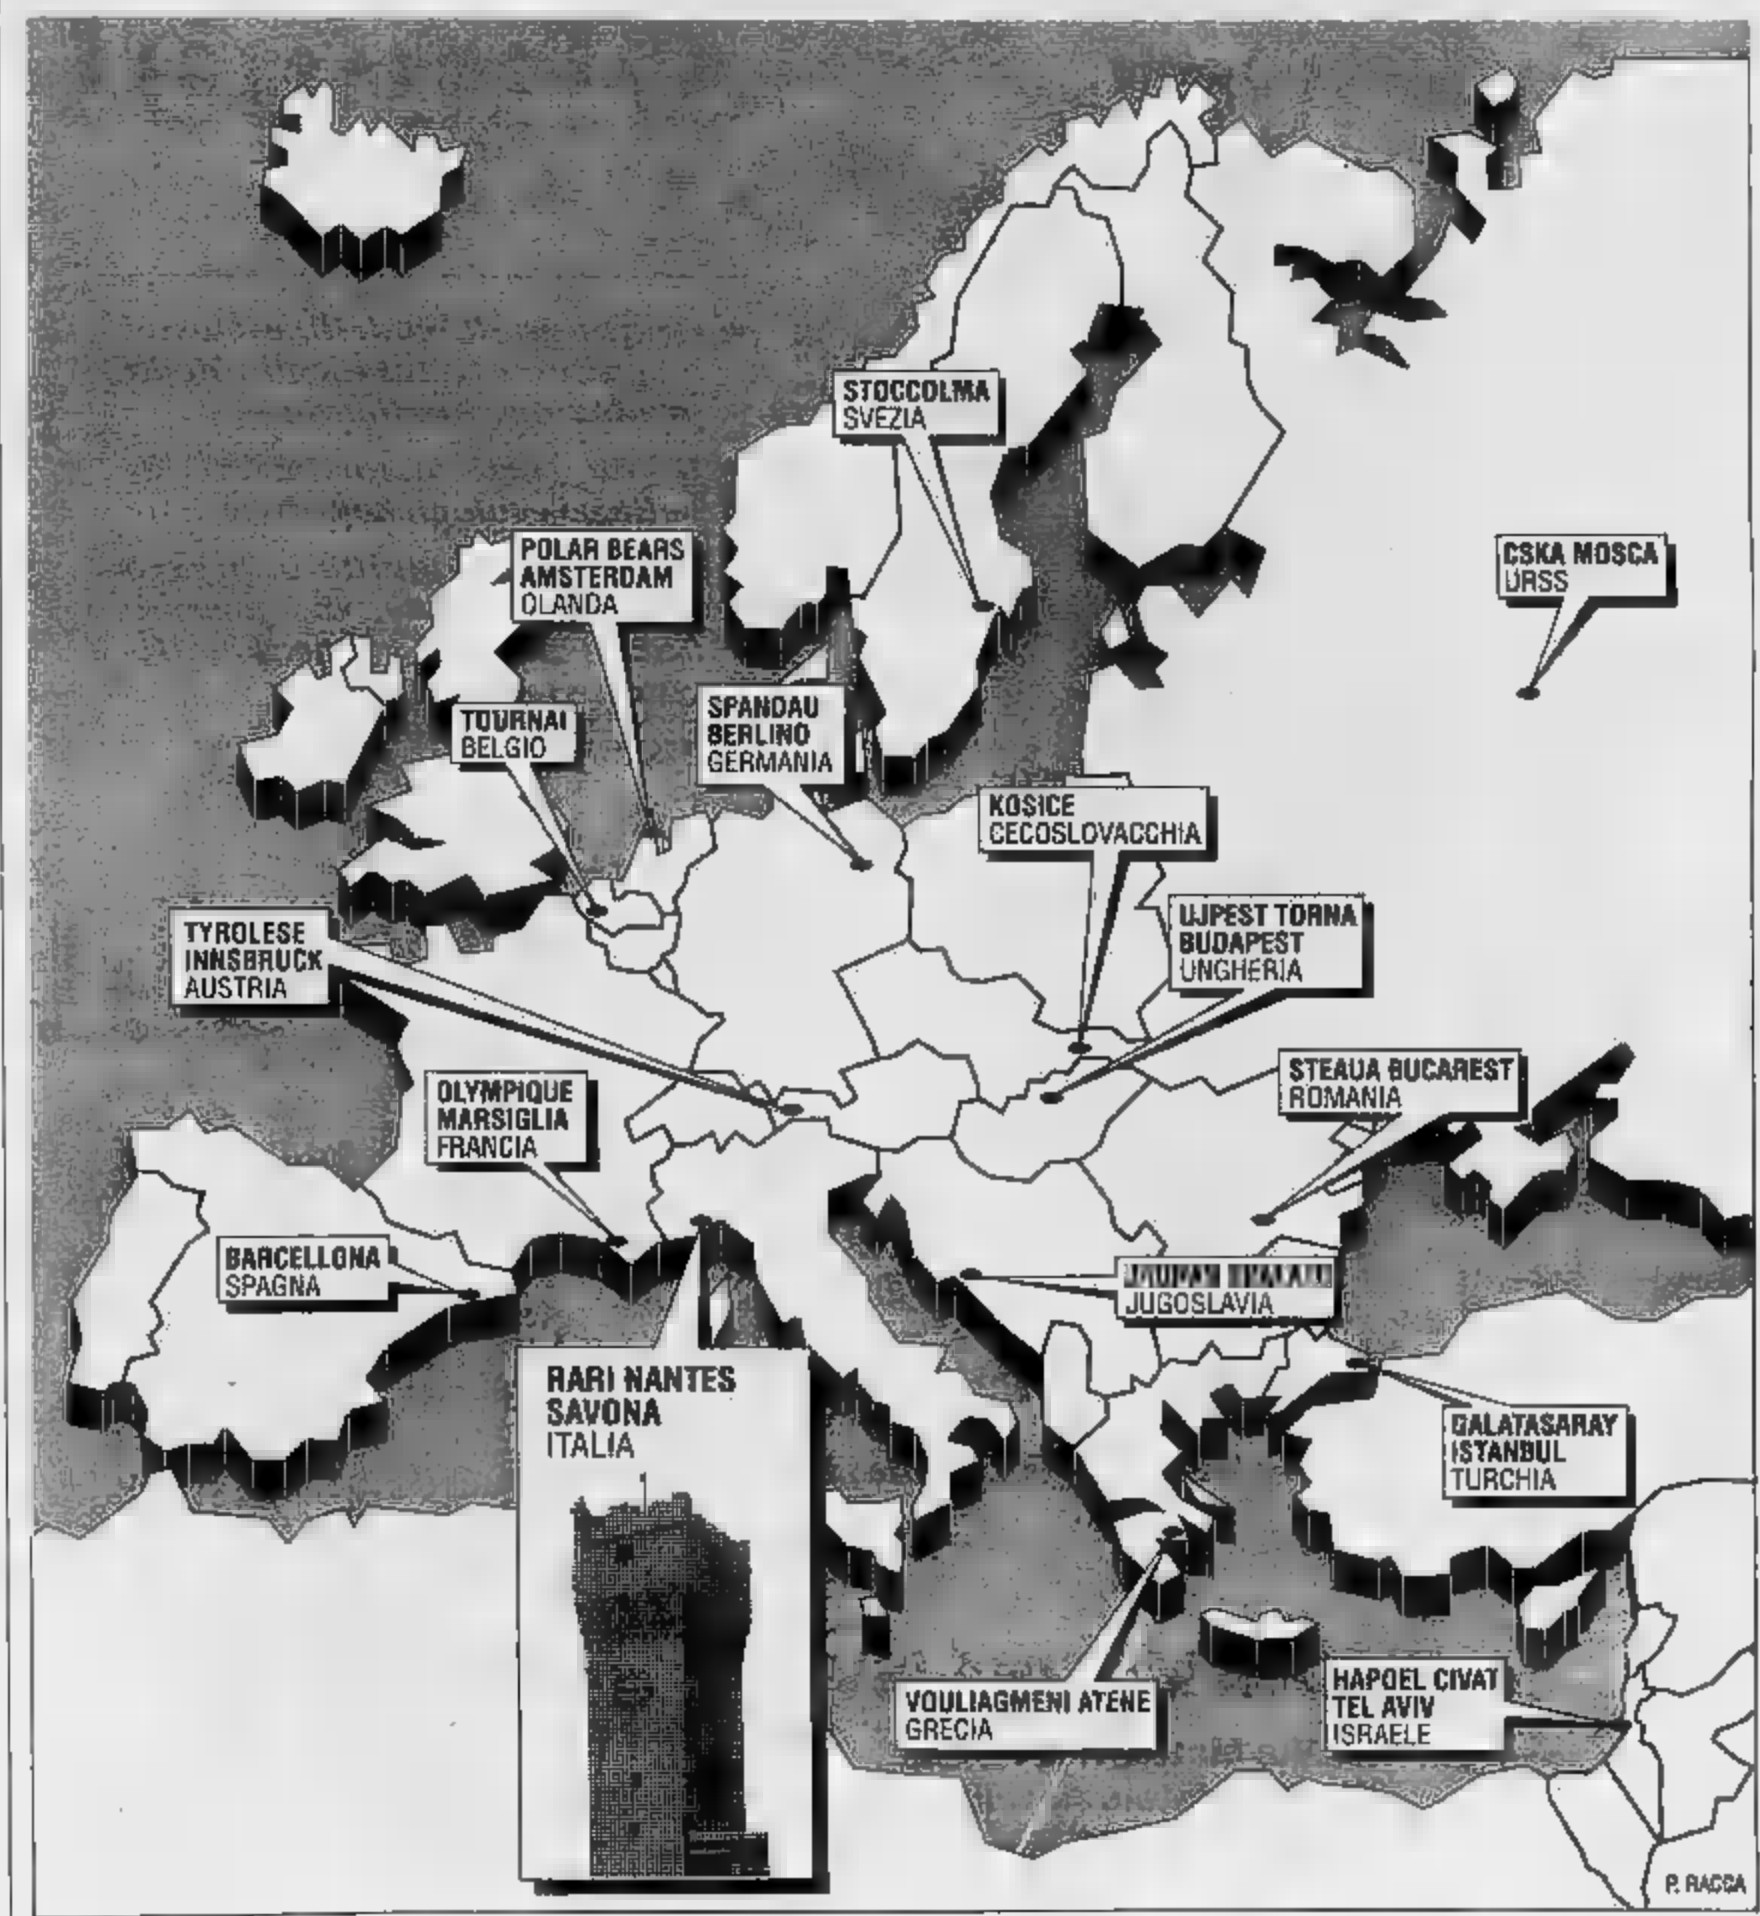 STOCCOLMA
SVEZIA
POLAR BEARS
AMSTERDAM
OLANDA
CSKA MOSCA
URSS
TOURNAI
BELGIO
SPANDAU
BERLINO
GERMANIA
KOSICE
CECOSLOVACCHIA
UJPEST TORNA
BUDAPEST
UNGHERIA
TYROLESE
INNSBRUCK
AUSTRIA
STEAUA BUCAREST
ROMANIA
OLYMPIQUE
MARSIGLIA
FRANCIA
BARCELLONA
SPAGNA
JUGOSLAVIA
RARI NANTES
SAVONA
ITALIA
GALATASARAY
ISTANBUL
TURCHIA
VOULIAGMENI ATENE
GRECIA
HAPOEL CIVAT
TEL AVIV
ISRAELE
P. RACCA